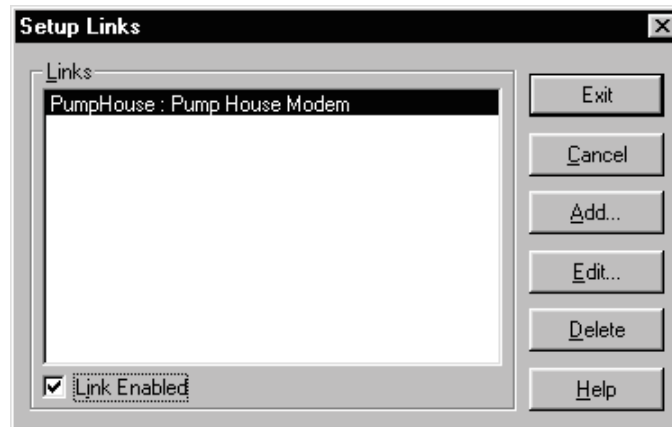 Setup Links
Links
PumpHouse : Pump House Modem
Link Enabled
Exit
Cancel
Add...
Edit...
Delete
Help